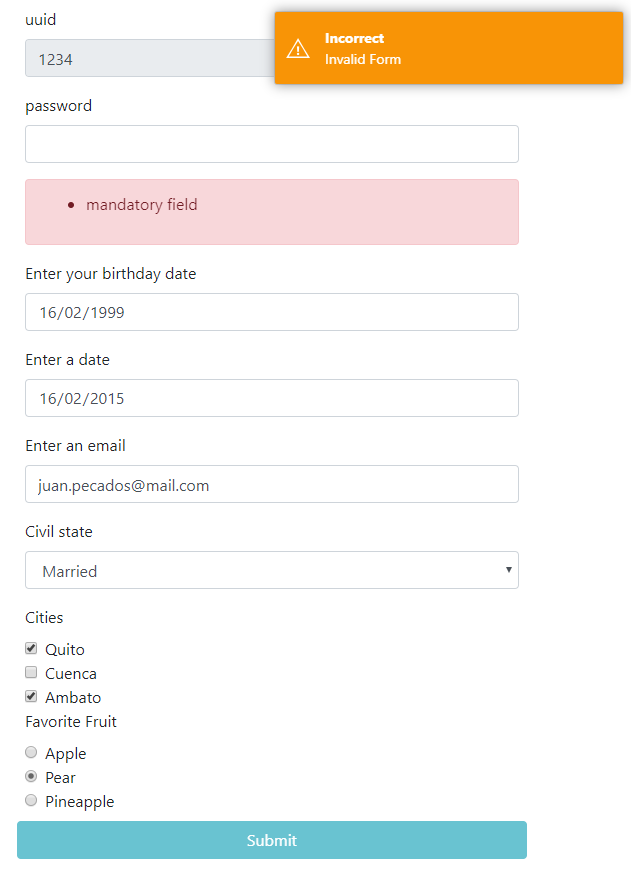 uuid
Incorrect
Invalid Form
1234
password
mandatory field
Enter your birthday date
16/02/1999
Enter a date
16/02/2015
Enter an email
juan.pecados@mail.com
Civil state
Married
Cities
Quito
Cuenca
Ambato
Favorite Fruit
Apple
Pear
Pineapple
Submit